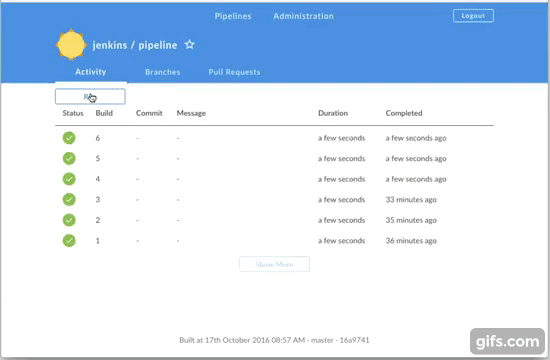 Pipelines Administration Logout
jenkins / pipeline
Activity Branches Pull Requests
Status Build Commit Message Duration Completed
6 - - a few seconds a few seconds ago
5 - - a few seconds a few seconds ago
4 - - a few seconds a few seconds ago
3 - - a few seconds 33 minutes ago
2 - - a few seconds 35 minutes ago
1 - - a few seconds 36 minutes ago
Show More
Built at 17th October 2016 08:57 AM - master - 16a9741
gifs.com